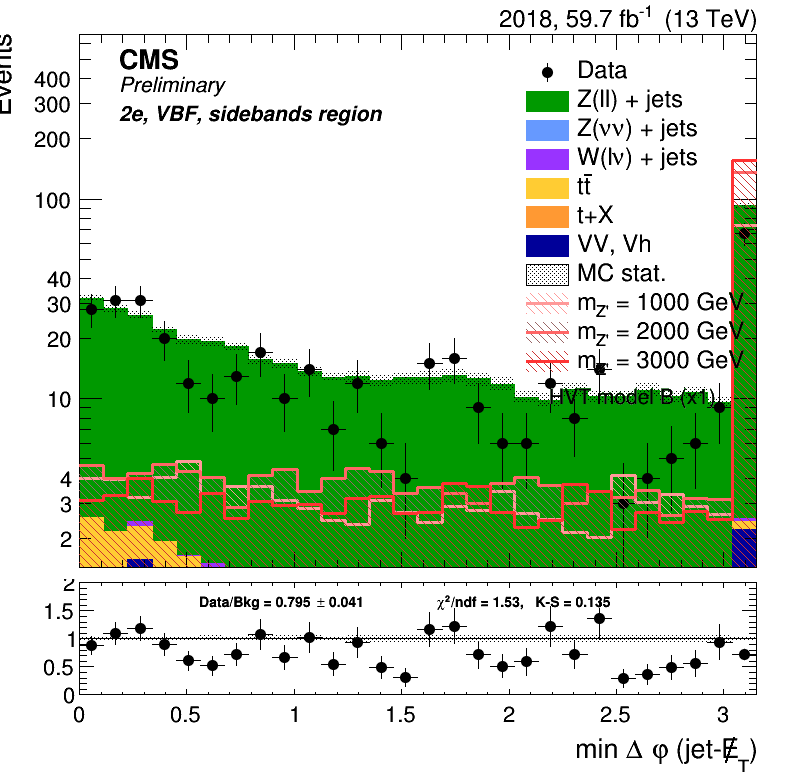 2018, 59.7 fb⁻¹ (13 TeV)
Events
CMS
Preliminary
2e, VBF, sidebands region
Data
Z(ll) + jets
Z(νν) + jets
W(lν) + jets
tt̄
t+X
VV, Vh
MC stat.
m_Z' = 1000 GeV
m_Z' = 2000 GeV
m_Z' = 3000 GeV
HVT model B (x1)
400
300
200
100
40
30
20
10
4
3
2
Data/Bkg = 0.795 ± 0.041 χ²/ndf = 1.53, K-S = 0.135
2
1.5
1
0.5
0
0 0.5 1 1.5 2 2.5 3
min Δ φ (jet-E̸_T)